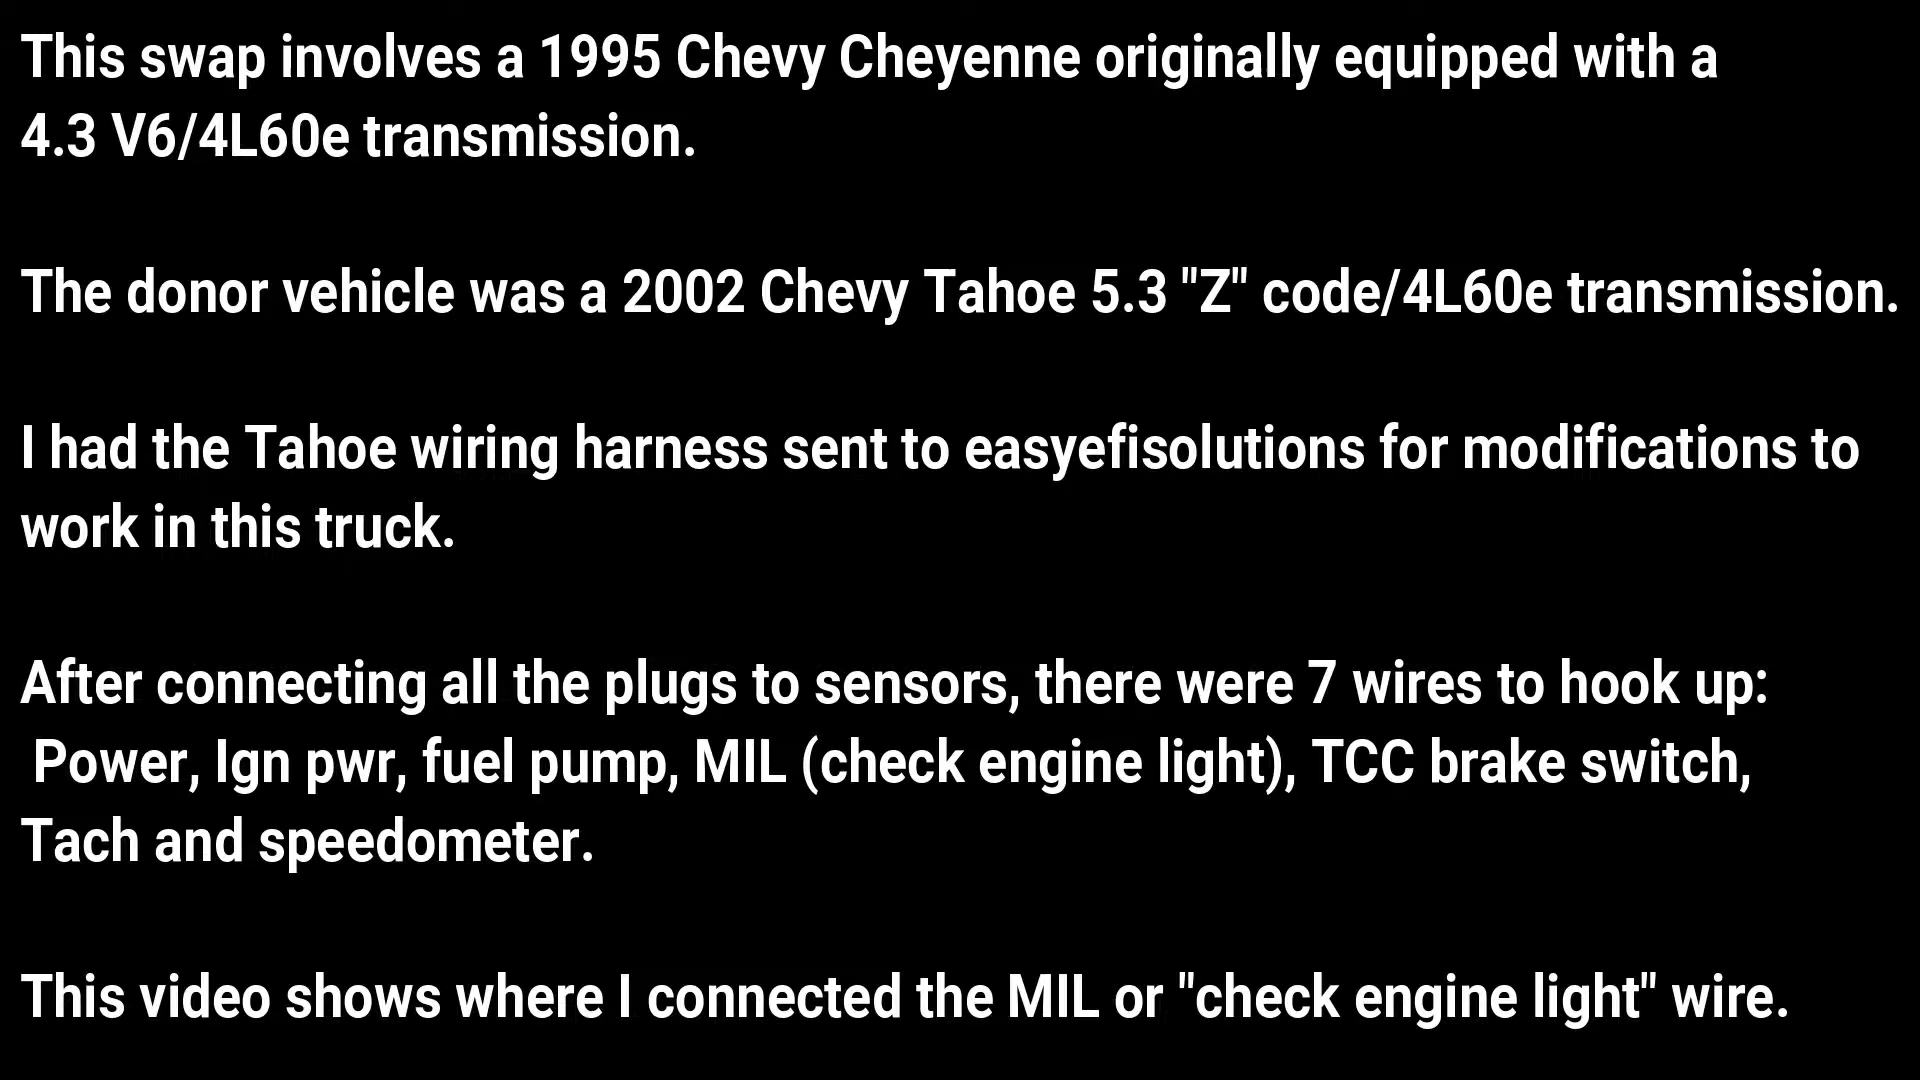 This swap involves a 1995 Chevy Cheyenne originally equipped with a
4.3 V6/4L60e transmission.
The donor vehicle was a 2002 Chevy Tahoe 5.3 "Z" code/4L60e transmission.
I had the Tahoe wiring harness sent to easyefisolutions for modifications to
work in this truck.
After connecting all the plugs to sensors, there were 7 wires to hook up:
Power, Ign pwr, fuel pump, MIL (check engine light), TCC brake switch,
Tach and speedometer.
This video shows where I connected the MIL or "check engine light" wire.